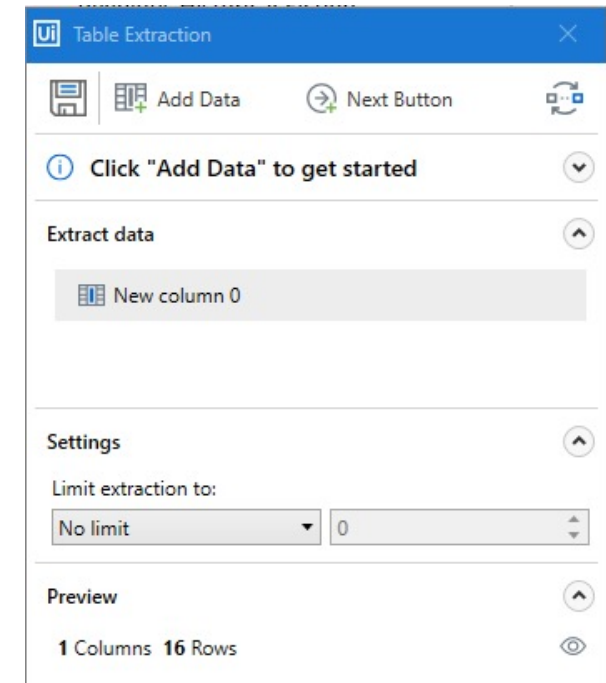 Ui Table Extraction
Add Data Next Button
Click "Add Data" to get started
Extract data
New column 0
Settings
Limit extraction to:
No limit 0
Preview
1 Columns 16 Rows